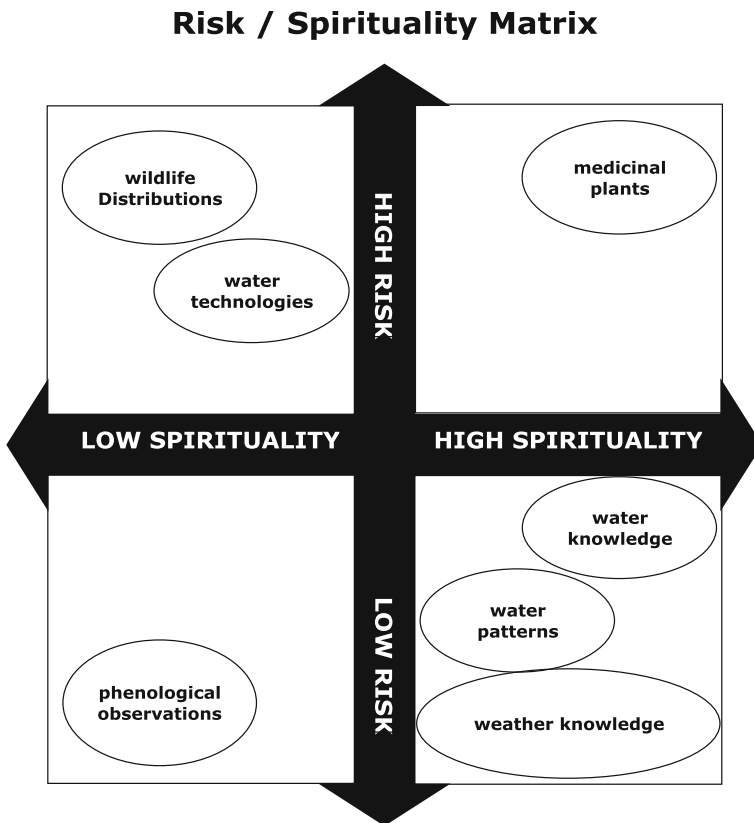 Risk / Spirituality Matrix
wildlife
Distributions
water
technologies
medicinal
plants
HIGH RISK
LOW SPIRITUALITY
HIGH SPIRITUALITY
water
knowledge
water
patterns
weather knowledge
LOW RISK
phenological
observations